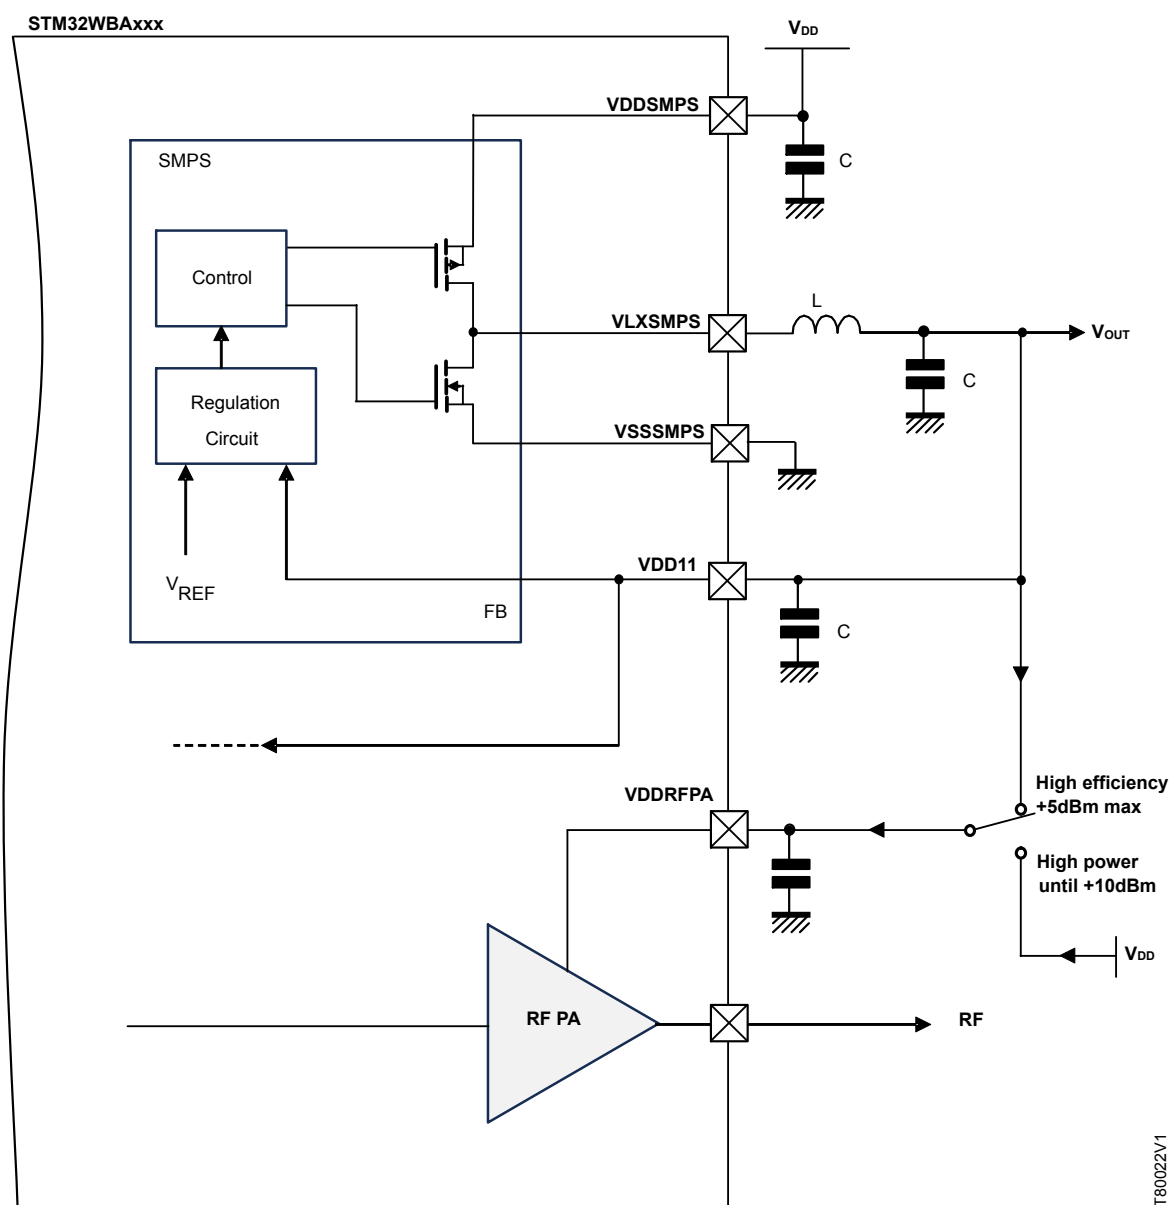 STM32WBAxxx
VDD
VDDSMPS
C
SMPS
Control
VLXSMPS
L
VOUT
C
Regulation
Circuit
VSSSMPS
VREF
FB
VDD11
C
VDDRFPA
High efficiency
+5dBm max
High power
until +10dBm
VDD
RF PA
RF
T80022V1